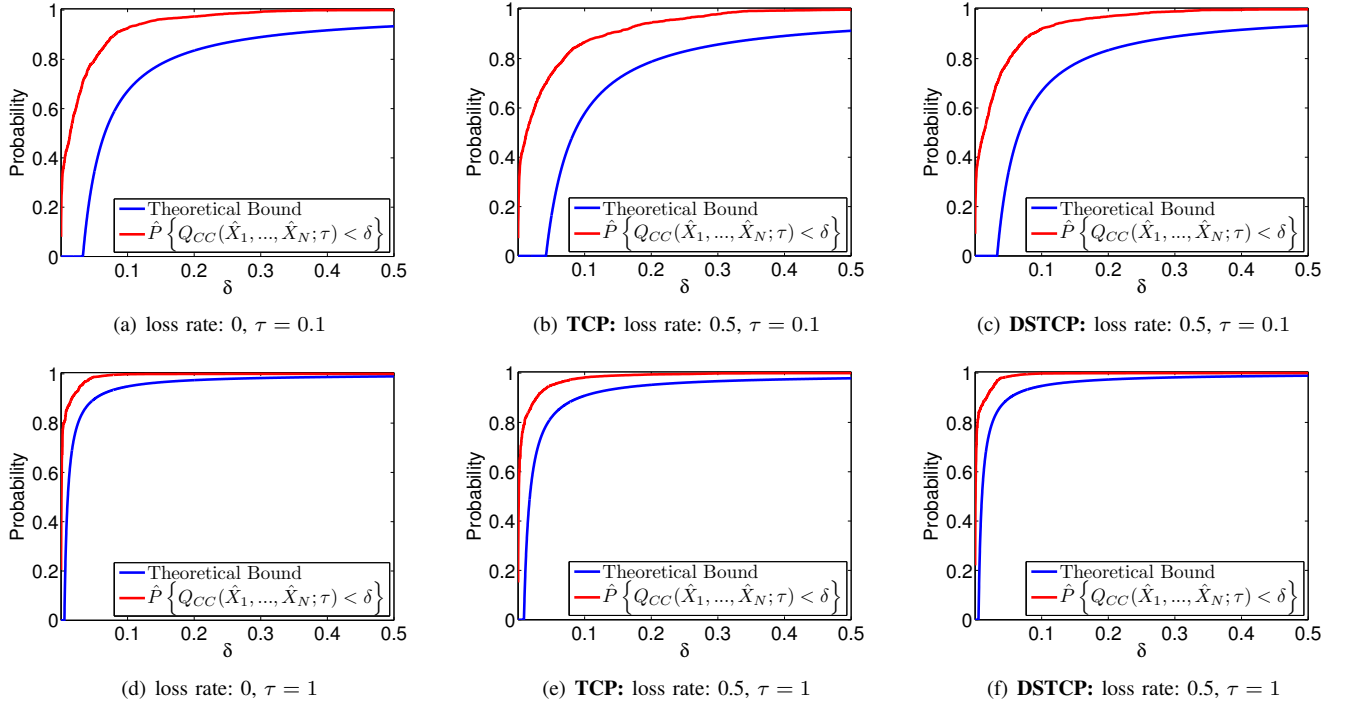 1
0.8
0.6
0.4
0.2
0
0.1 0.2 0.3 0.4 0.5
Probability
δ
Theoretical Bound
P̂ { Q_CC(X̂_1, ..., X̂_N; τ) < δ }
(a) loss rate: 0, τ = 0.1
1
0.8
0.6
0.4
0.2
0
0.1 0.2 0.3 0.4 0.5
Probability
δ
Theoretical Bound
P̂ { Q_CC(X̂_1, ..., X̂_N; τ) < δ }
(b) TCP: loss rate: 0.5, τ = 0.1
1
0.8
0.6
0.4
0.2
0
0.1 0.2 0.3 0.4 0.5
Probability
δ
Theoretical Bound
P̂ { Q_CC(X̂_1, ..., X̂_N; τ) < δ }
(c) DSTCP: loss rate: 0.5, τ = 0.1
1
0.8
0.6
0.4
0.2
0
0.1 0.2 0.3 0.4 0.5
Probability
δ
Theoretical Bound
P̂ { Q_CC(X̂_1, ..., X̂_N; τ) < δ }
(d) loss rate: 0, τ = 1
1
0.8
0.6
0.4
0.2
0
0.1 0.2 0.3 0.4 0.5
Probability
δ
Theoretical Bound
P̂ { Q_CC(X̂_1, ..., X̂_N; τ) < δ }
(e) TCP: loss rate: 0.5, τ = 1
1
0.8
0.6
0.4
0.2
0
0.1 0.2 0.3 0.4 0.5
Probability
δ
Theoretical Bound
P̂ { Q_CC(X̂_1, ..., X̂_N; τ) < δ }
(f) DSTCP: loss rate: 0.5, τ = 1